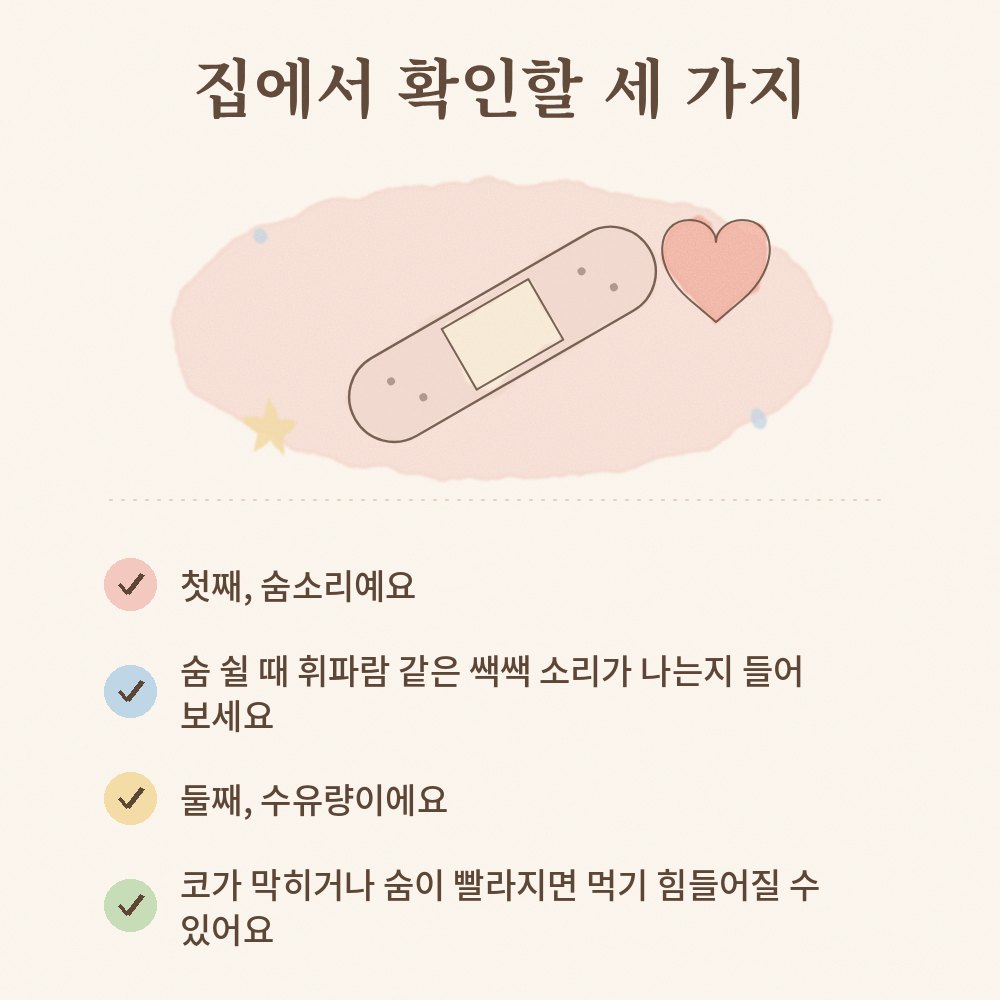 집에서 확인할 세 가지
첫째, 숨소리예요
숨 쉴 때 휘파람 같은 쌕쌕 소리가 나는지 들어
보세요
둘째, 수유량이에요
코가 막히거나 숨이 빨라지면 먹기 힘들어질 수
있어요